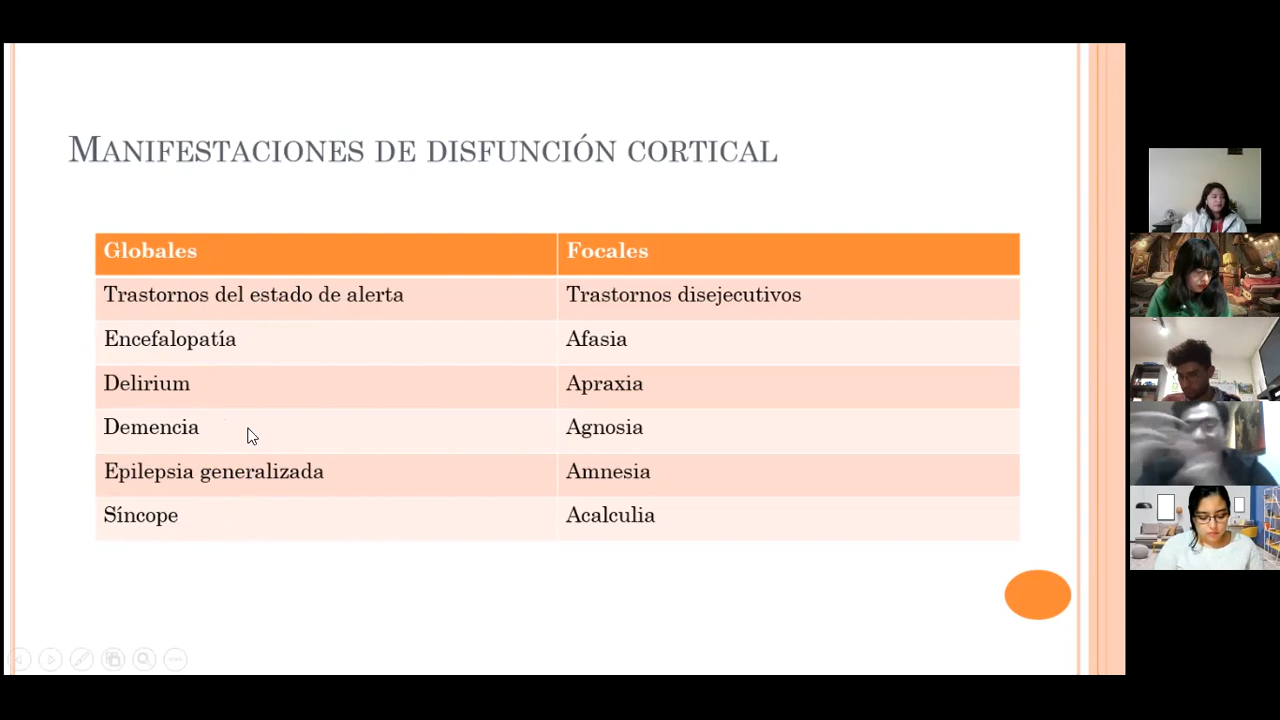 MANIFESTACIONES DE DISFUNCIÓN CORTICAL
Globales Focales
Trastornos del estado de alerta Trastornos disejecutivos
Encefalopatía Afasia
Delirium Apraxia
Demencia Agnosia
Epilepsia generalizada Amnesia
Síncope Acalculia